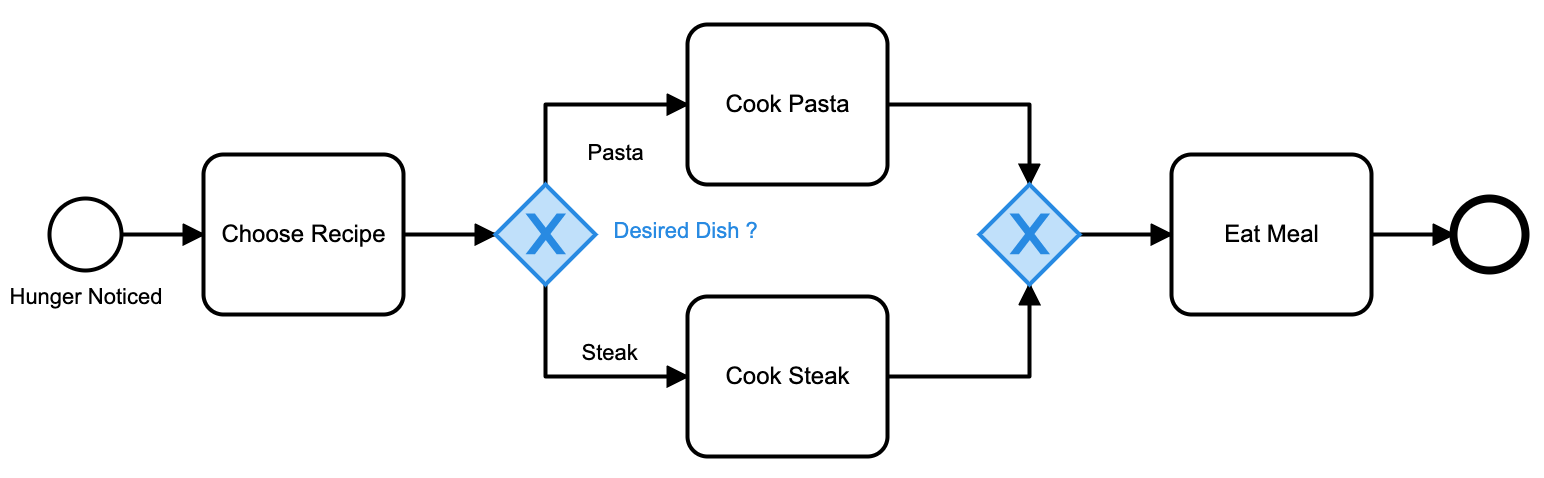 Hunger Noticed
Choose Recipe
X
Desired Dish ?
Pasta
Cook Pasta
Steak
Cook Steak
X
Eat Meal